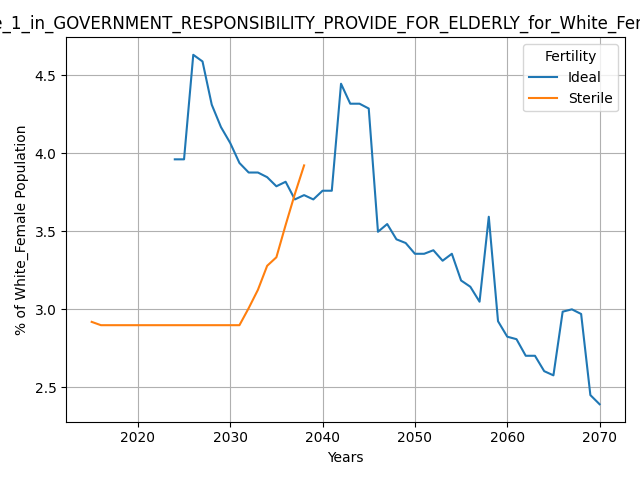 _1_in_GOVERNMENT_RESPONSIBILITY_PROVIDE_FOR_ELDERLY_for_White_Fe
Fertility
Ideal
Sterile
4.5
4.0
3.5
3.0
2.5
% of White_Female Population
2020 2030 2040 2050 2060 2070
Years